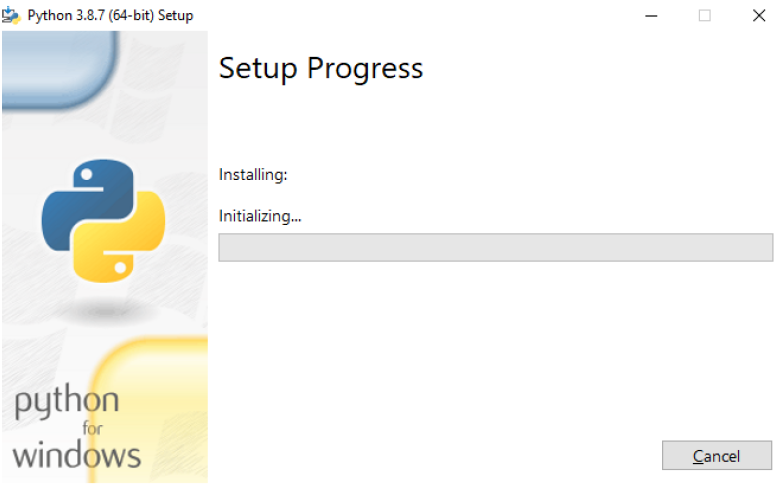 Python 3.8.7 (64-bit) Setup
Setup Progress
Installing:
Initializing...
python
for
windows
Cancel